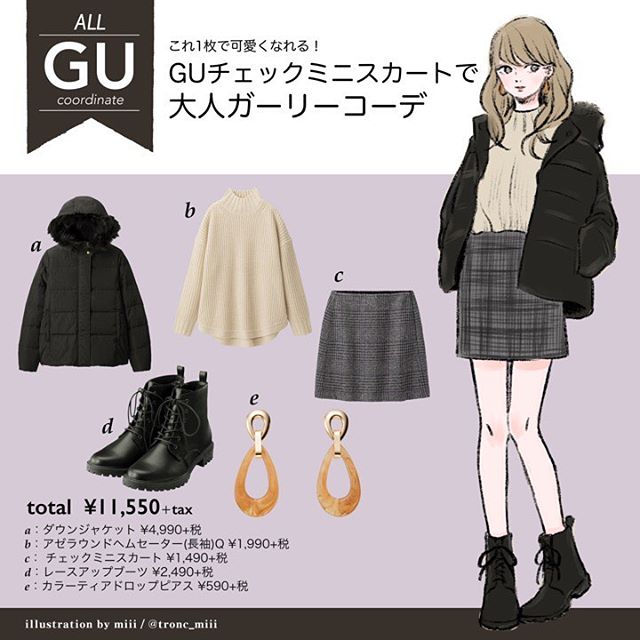 ALL
GU
coordinate
これ1枚で可愛くなれる！
GUチェックミニスカートで
大人ガーリーコーデ
a
b
c
d
e
total ¥11,550+tax
a：ダウンジャケット ¥4,990+税
b：アゼラウンドヘムセーター(長袖)Q ¥1,990+税
c： チェックミニスカート ¥1,490+税
d：レースアップブーツ ¥2,490+税
e：カラーティアドロップピアス ¥590+税
illustration by miii / @tronc_miii